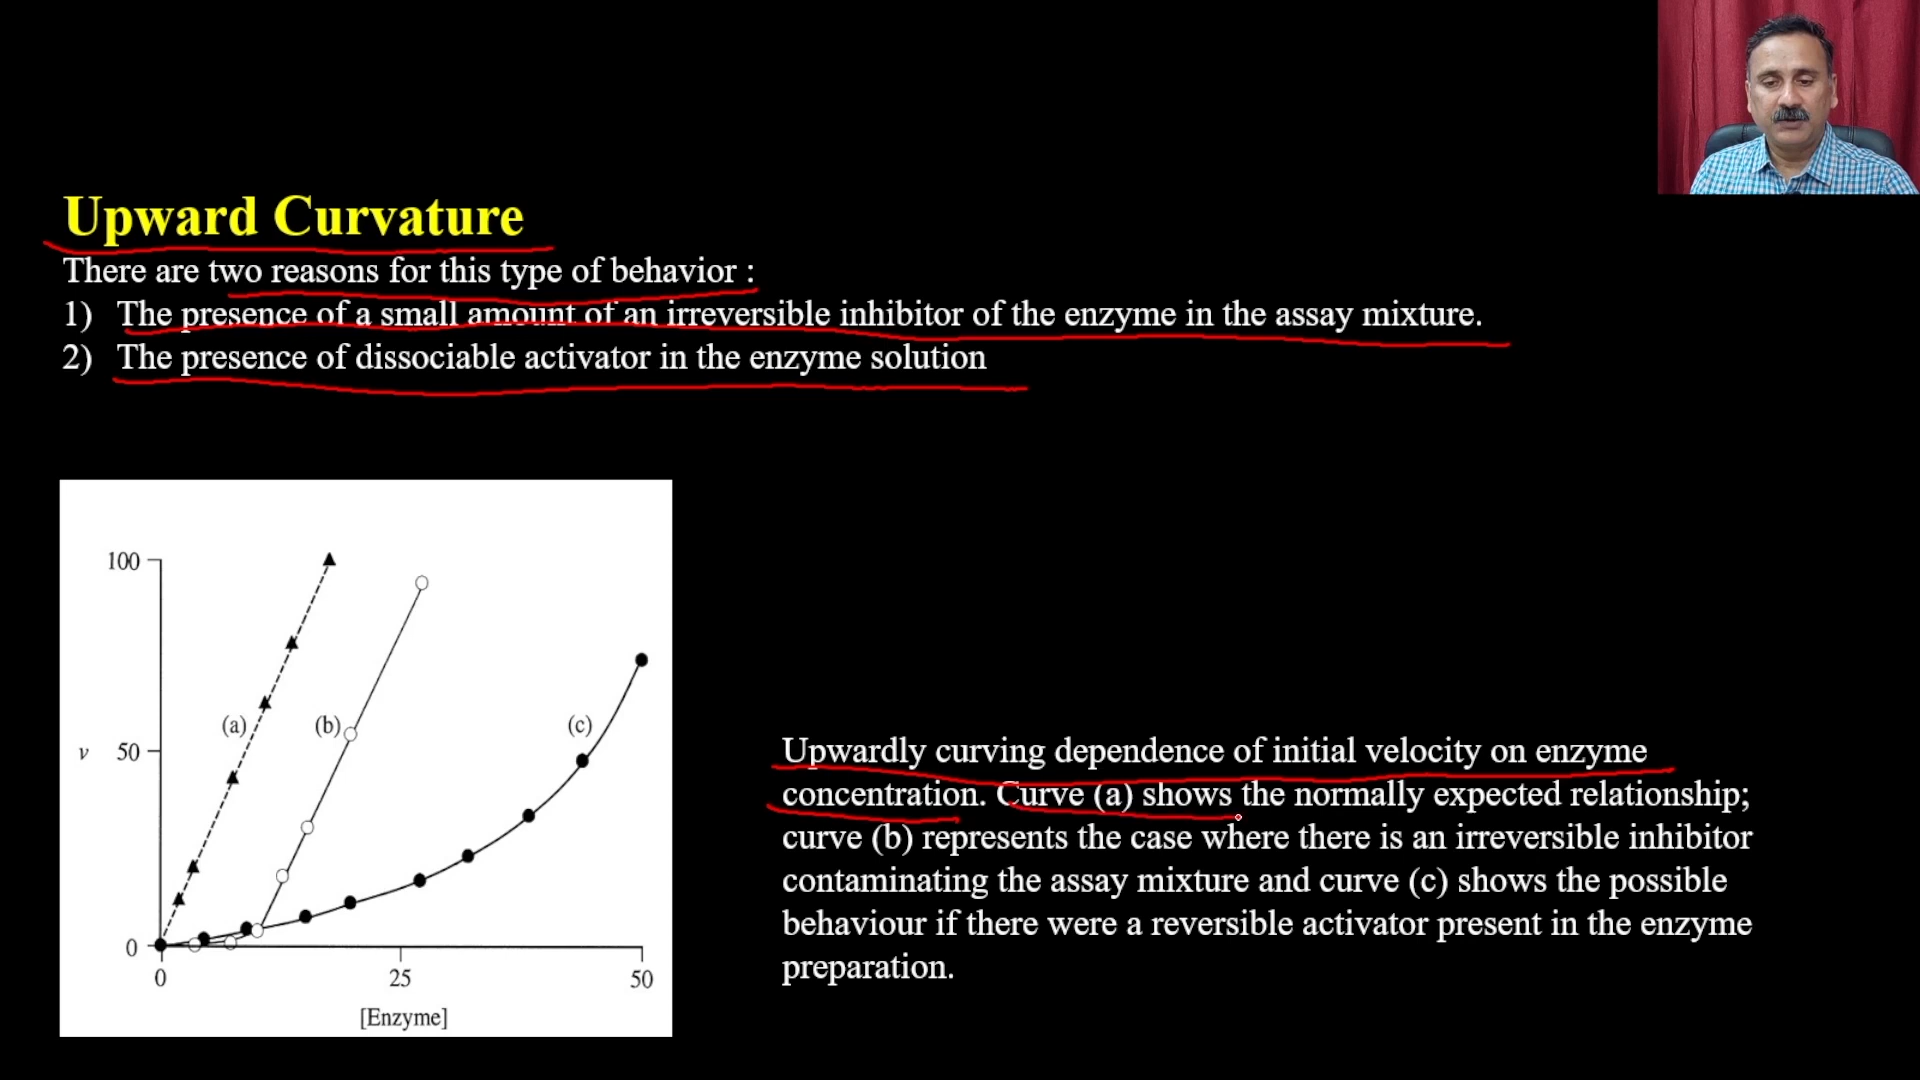 Upward Curvature
There are two reasons for this type of behavior :
1) The presence of a small amount of an irreversible inhibitor of the enzyme in the assay mixture.
2) The presence of dissociable activator in the enzyme solution
100
(a)
(b)
(c)
v
50
0
0
25
50
[Enzyme]
Upwardly curving dependence of initial velocity on enzyme
concentration. Curve (a) shows the normally expected relationship;
curve (b) represents the case where there is an irreversible inhibitor
contaminating the assay mixture and curve (c) shows the possible
behaviour if there were a reversible activator present in the enzyme
preparation.